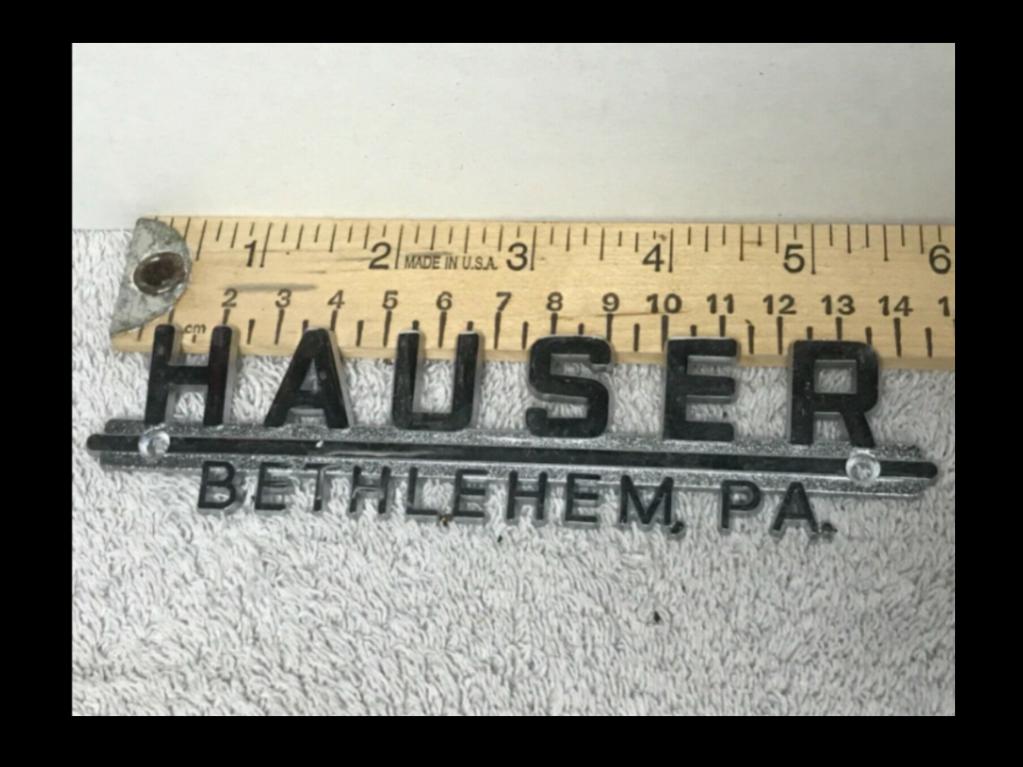 1 2 MADE IN U.S.A. 3 4 5 6
cm 2 3 4 5 6 7 8 9 10 11 12 13 14
HAUSER
BETHLEHEM, PA.